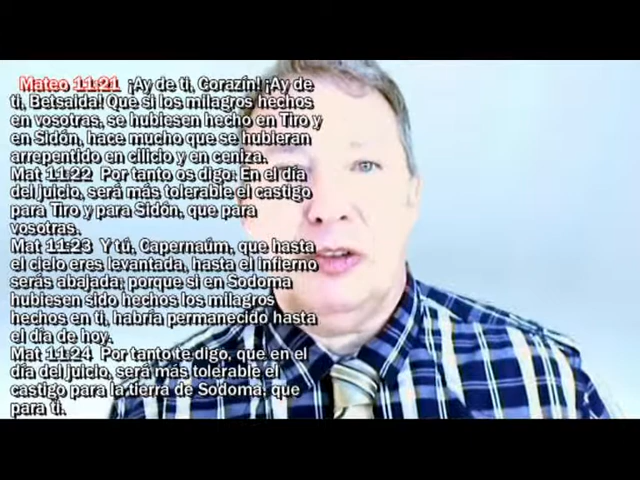 Mateo 11:21 ¡Ay de ti, Corazín! ¡Ay de
ti, Betsaida! Que si los milagros hechos
en vosotras, se hubiesen hecho en Tiro y
en Sidón, hace mucho que se hubieran
arrepentido en cilicio y en ceniza.
Mat 11:22 Por tanto os digo: En el día
del juicio, será más tolerable el castigo
para Tiro y para Sidón, que para
vosotras.
Mat 11:23 Y tú, Capernaúm, que hasta
el cielo eres levantada, hasta el infierno
serás abajada; porque si en Sodoma
hubiesen sido hechos los milagros
hechos en ti, habría permanecido hasta
el día de hoy.
Mat 11:24 Por tanto te digo, que en el
día del juicio, será más tolerable el
castigo para la tierra de Sodoma, que
para ti.